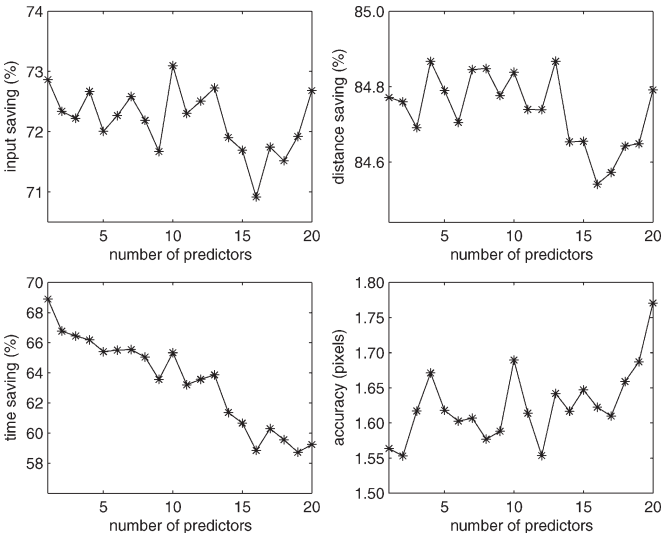 74
73
72
71
input saving (%)
5 10 15 20
number of predictors
85.0
84.8
84.6
distance saving (%)
5 10 15 20
number of predictors
70
68
66
64
62
60
58
time saving (%)
5 10 15 20
number of predictors
1.80
1.75
1.70
1.65
1.60
1.55
1.50
accuracy (pixels)
5 10 15 20
number of predictors